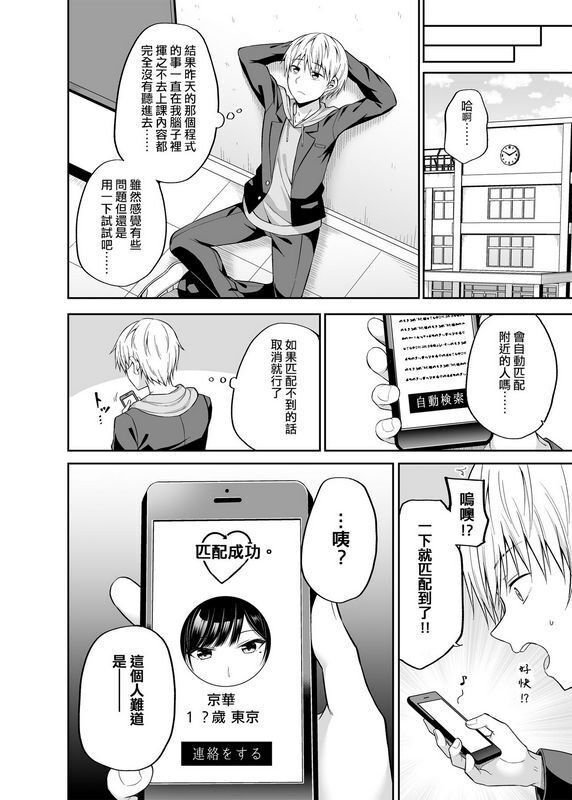 哈啊……
結果昨天的那個程式
的事一直在我腦子裡
揮之不去上課內容都
完全沒有聽進去……
雖然感覺有些
問題但還是
用一下試試吧……
會自動匹配
附近的人嗎……
自動検索
如果匹配不到的話
取消就行了
トッ
嗚噢!?
一下就匹配到了!!
好快!?
♪
…咦?
匹配成功。
京華
1?歳 東京
連絡をする
這個人難道
是——